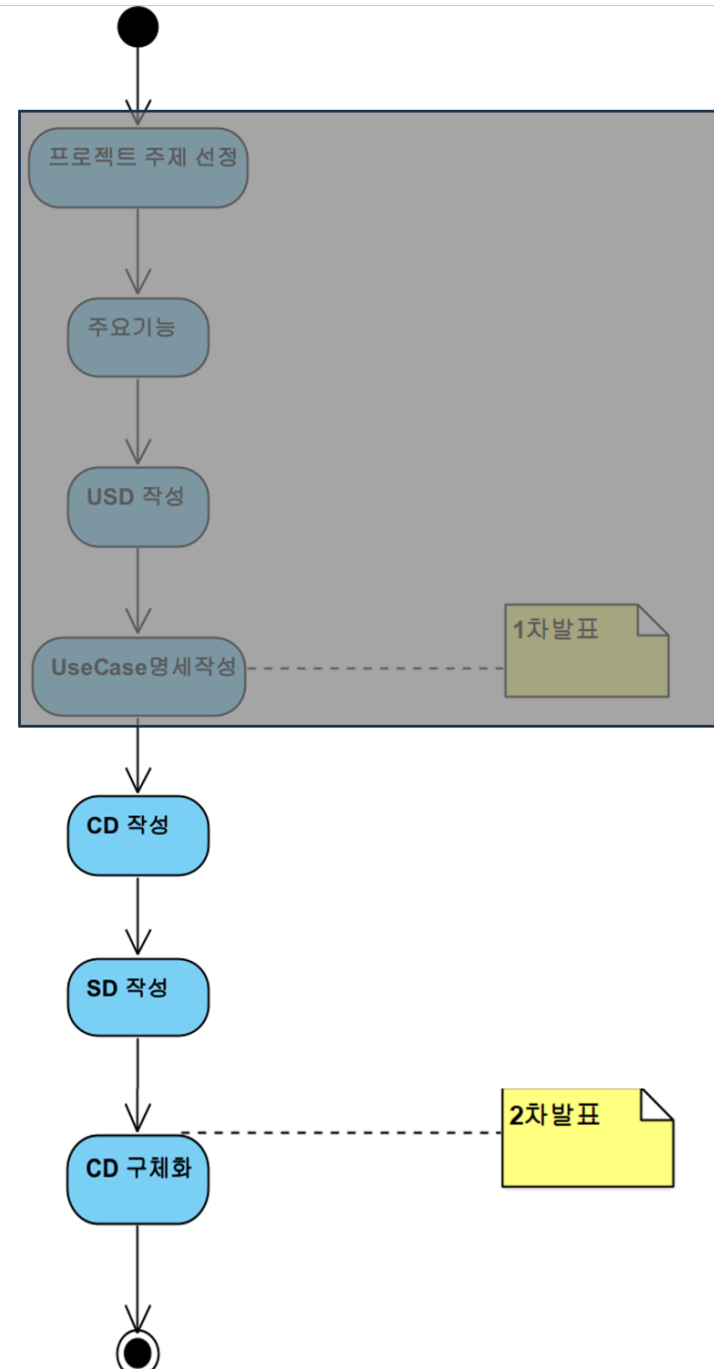 프로젝트 주제 선정
주요기능
USD 작성
UseCase명세작성
1차발표
CD 작성
SD 작성
2차발표
CD 구체화